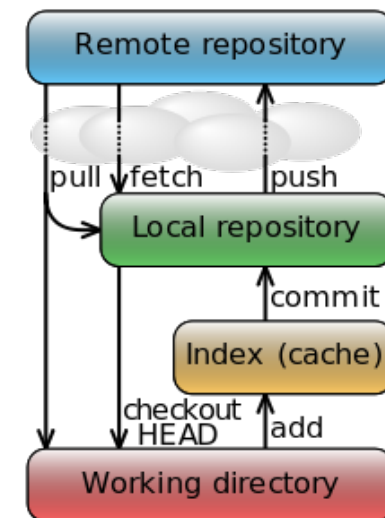 Remote repository
pull fetch push
Local repository
commit
Index (cache)
checkout
HEAD add
Working directory